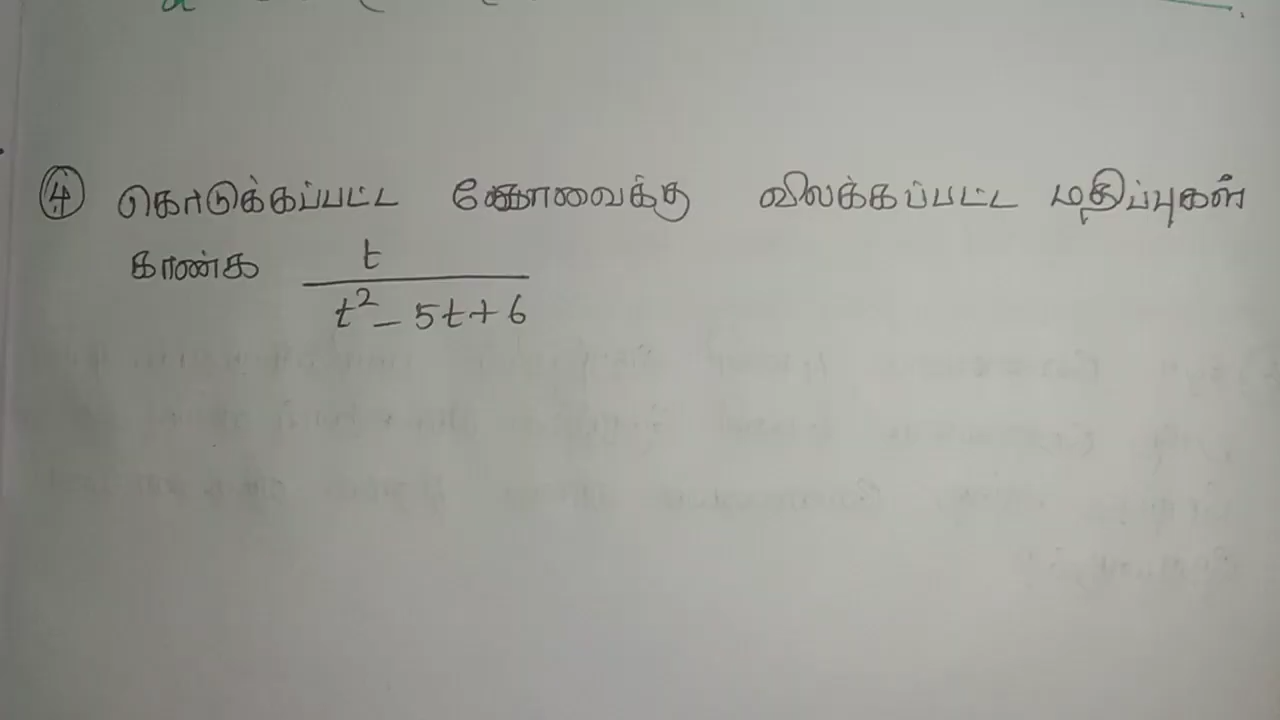 ④ கொடுக்கப்பட்ட கோவைக்கு விலக்கப்பட்ட மதிப்புகள்
காண்க t
t² - 5t + 6